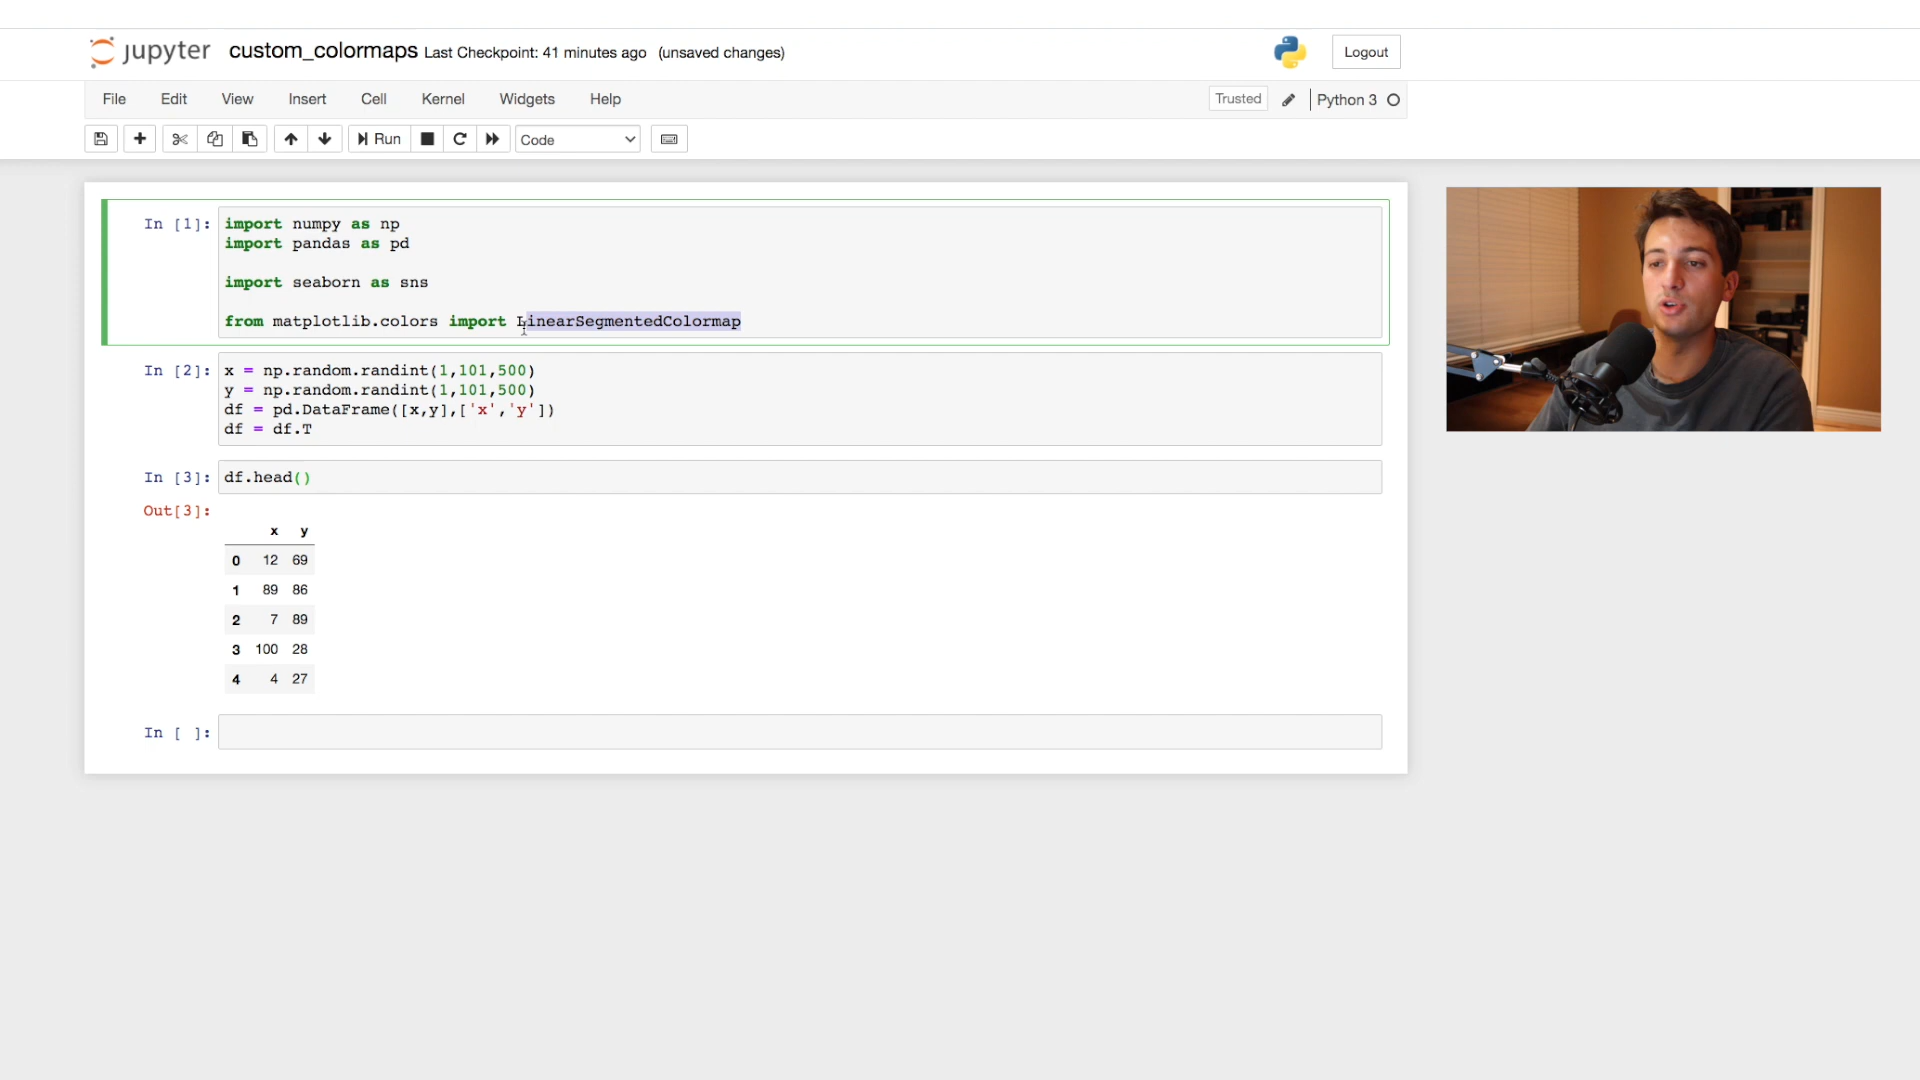 jupyter custom_colormaps Last Checkpoint: 41 minutes ago (unsaved changes) Logout
File Edit View Insert Cell Kernel Widgets Help Trusted Python 3
Run Code
In [1]: import numpy as np
import pandas as pd
import seaborn as sns
from matplotlib.colors import LinearSegmentedColormap
In [2]: x = np.random.randint(1,101,500)
y = np.random.randint(1,101,500)
df = pd.DataFrame([x,y],['x','y'])
df = df.T
In [3]: df.head()
Out[3]:
x y
0 12 69
1 89 86
2 7 89
3 100 28
4 4 27
In [ ]: